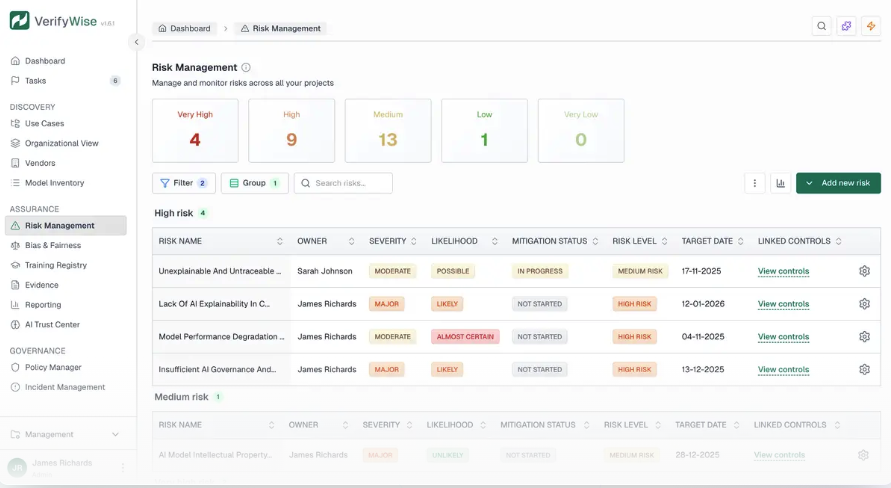 VerifyWise v1.6.1
Dashboard
Tasks 6
DISCOVERY
Use Cases
Organizational View
Vendors
Model Inventory
ASSURANCE
Risk Management
Bias & Fairness
Training Registry
Evidence
Reporting
AI Trust Center
GOVERNANCE
Policy Manager
Incident Management
Management
JR James Richards
Dashboard Risk Management
Risk Management
Manage and monitor risks across all your projects
Very High High Medium Low Very Low
4 9 13 1 0
Filter 2 Group 1 Search risks... Add new risk
High risk 4
RISK NAME OWNER SEVERITY LIKELIHOOD MITIGATION STATUS RISK LEVEL TARGET DATE LINKED CONTROLS
Unexplainable And Untraceable ... Sarah Johnson MODERATE POSSIBLE IN PROGRESS MEDIUM RISK 17-11-2025 View controls
Lack Of AI Explainability In C... James Richards MAJOR LIKELY NOT STARTED HIGH RISK 12-01-2026 View controls
Model Performance Degradation ... James Richards MODERATE ALMOST CERTAIN NOT STARTED HIGH RISK 04-11-2025 View controls
Insufficient AI Governance And... James Richards MAJOR LIKELY NOT STARTED HIGH RISK 13-12-2025 View controls
Medium risk 1
RISK NAME OWNER SEVERITY LIKELIHOOD MITIGATION STATUS RISK LEVEL TARGET DATE LINKED CONTROLS
AI Model Intellectual Property... James Richards MAJOR UNLIKELY NOT STARTED MEDIUM RISK 28-12-2025 View controls